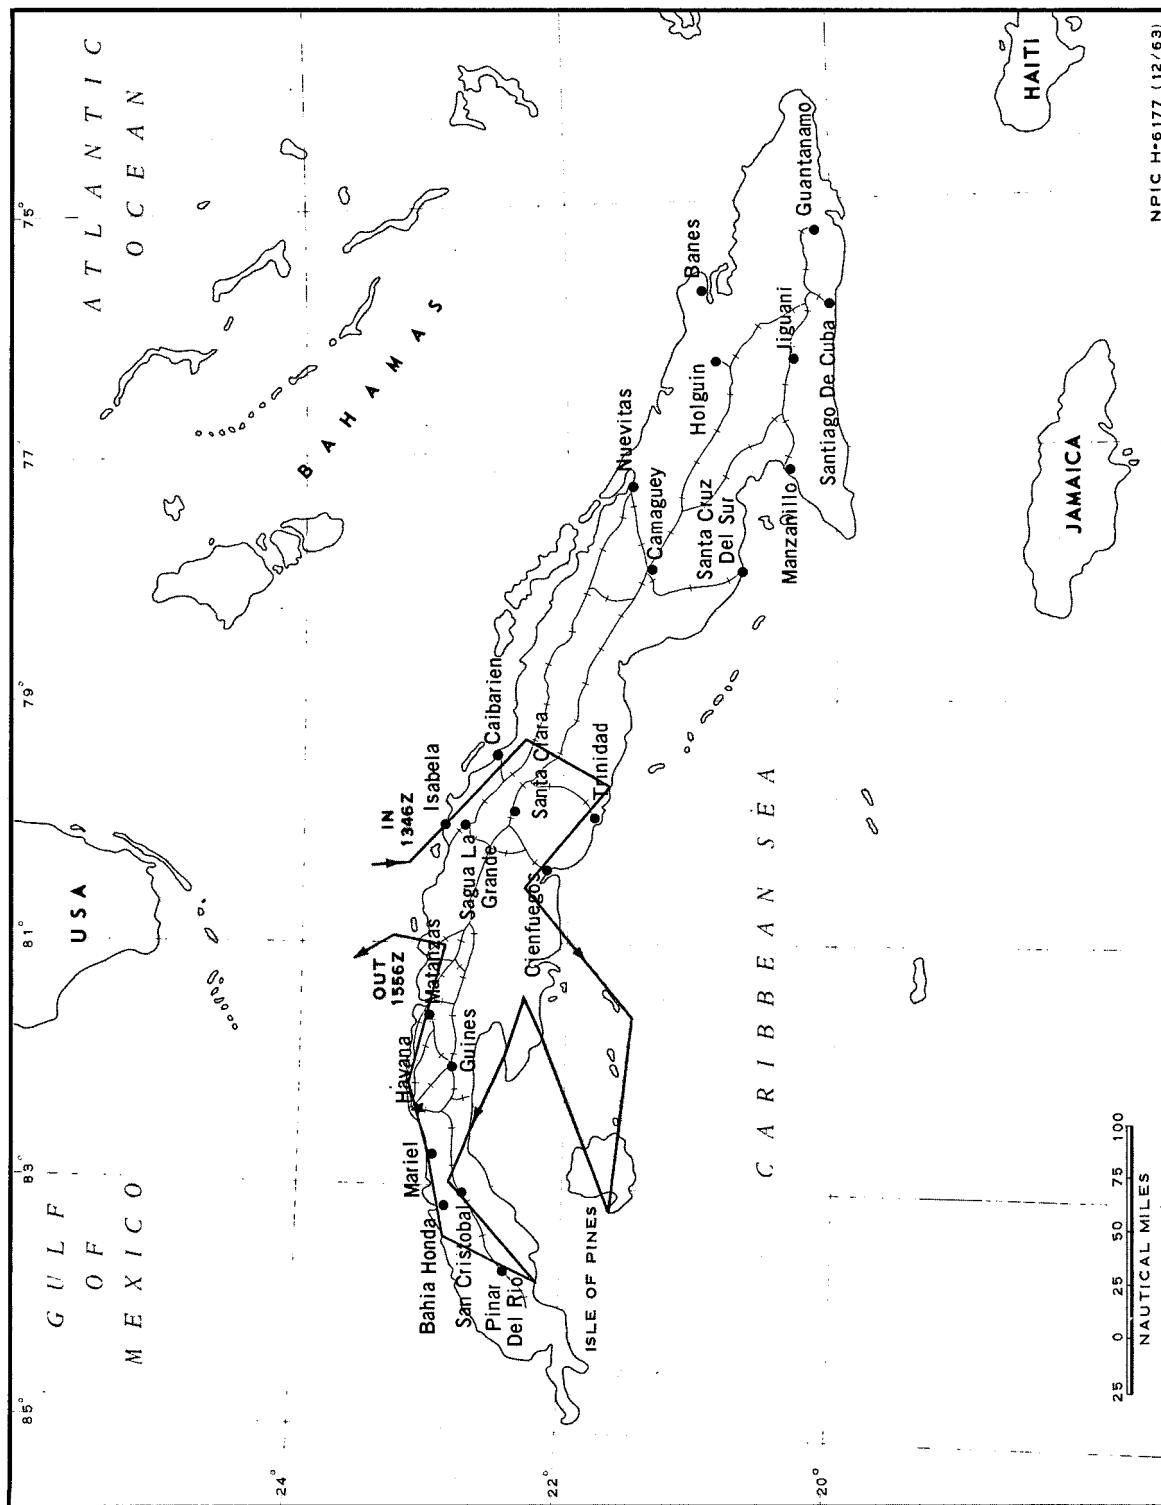 85°
83°
81°
79°
77
75°
24°
22°
20°
GULF
OF
MEXICO
USA
ATLANTIC
OCEAN
BAHAMAS
OUT
1556Z
IN
1346Z
Bahia Honda
Mariel
Havana
Matanzas
San Cristobal
Guines
Pinar
Del Rio
Isabela
Sagua La
Grande
Caibarien
Santa Clara
Cienfuegos
Trinidad
Nuevitas
Camaguey
Santa Cruz
Del Sur
Holguin
Banes
Manzanillo
Jiguani
Santiago De Cuba
Guantanamo
ISLE OF PINES
CARIBBEAN SEA
JAMAICA
HAITI
25 0 25 50 75 100
NAUTICAL MILES
NPIC H-6177 (12/63)